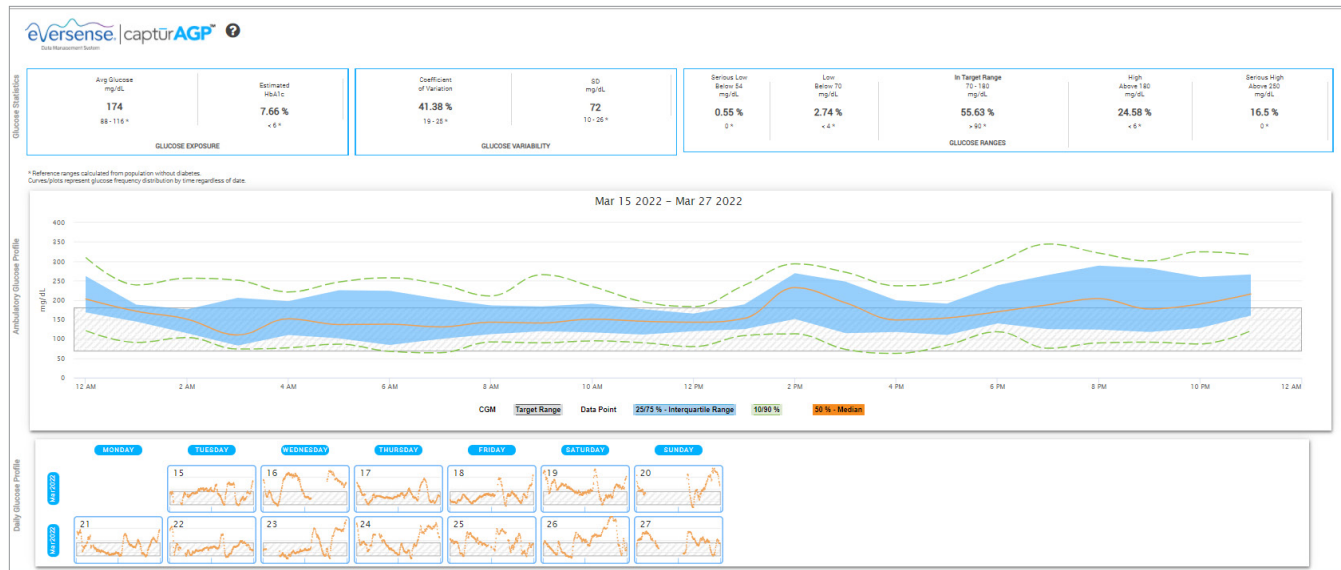 eversense. | captūrAGP™ ?
Data Management System
Glucose Statistics
Avg Glucose
mg/dL
174
88 - 116 *
Estimated
HbA1c
7.66 %
< 6 *
GLUCOSE EXPOSURE
Coefficient
of Variation
41.38 %
19 - 25 *
SD
mg/dL
72
10 - 26 *
GLUCOSE VARIABILITY
Serious Low
Below 54
mg/dL
0.55 %
0 *
Low
Below 70
mg/dL
2.74 %
< 4 *
In Target Range
70 - 180
mg/dL
55.63 %
> 90 *
High
Above 180
mg/dL
24.58 %
< 6 *
Serious High
Above 250
mg/dL
16.5 %
0 *
GLUCOSE RANGES
* Reference ranges calculated from population without diabetes.
Curves/plots represent glucose frequency distribution by time regardless of date.
Ambulatory Glucose Profile
Mar 15 2022 - Mar 27 2022
mg/dL
400
350
300
250
200
150
100
50
0
12 AM 2 AM 4 AM 6 AM 8 AM 10 AM 12 PM 2 PM 4 PM 6 PM 8 PM 10 PM 12 AM
CGM Target Range Data Point 25/75 % - Interquartile Range 10/90 % 50 % - Median
Daily Glucose Profile
MONDAY TUESDAY WEDNESDAY THURSDAY FRIDAY SATURDAY SUNDAY
Mar2022
15 16 17 18 19 20
Mar2022
21 22 23 24 25 26 27